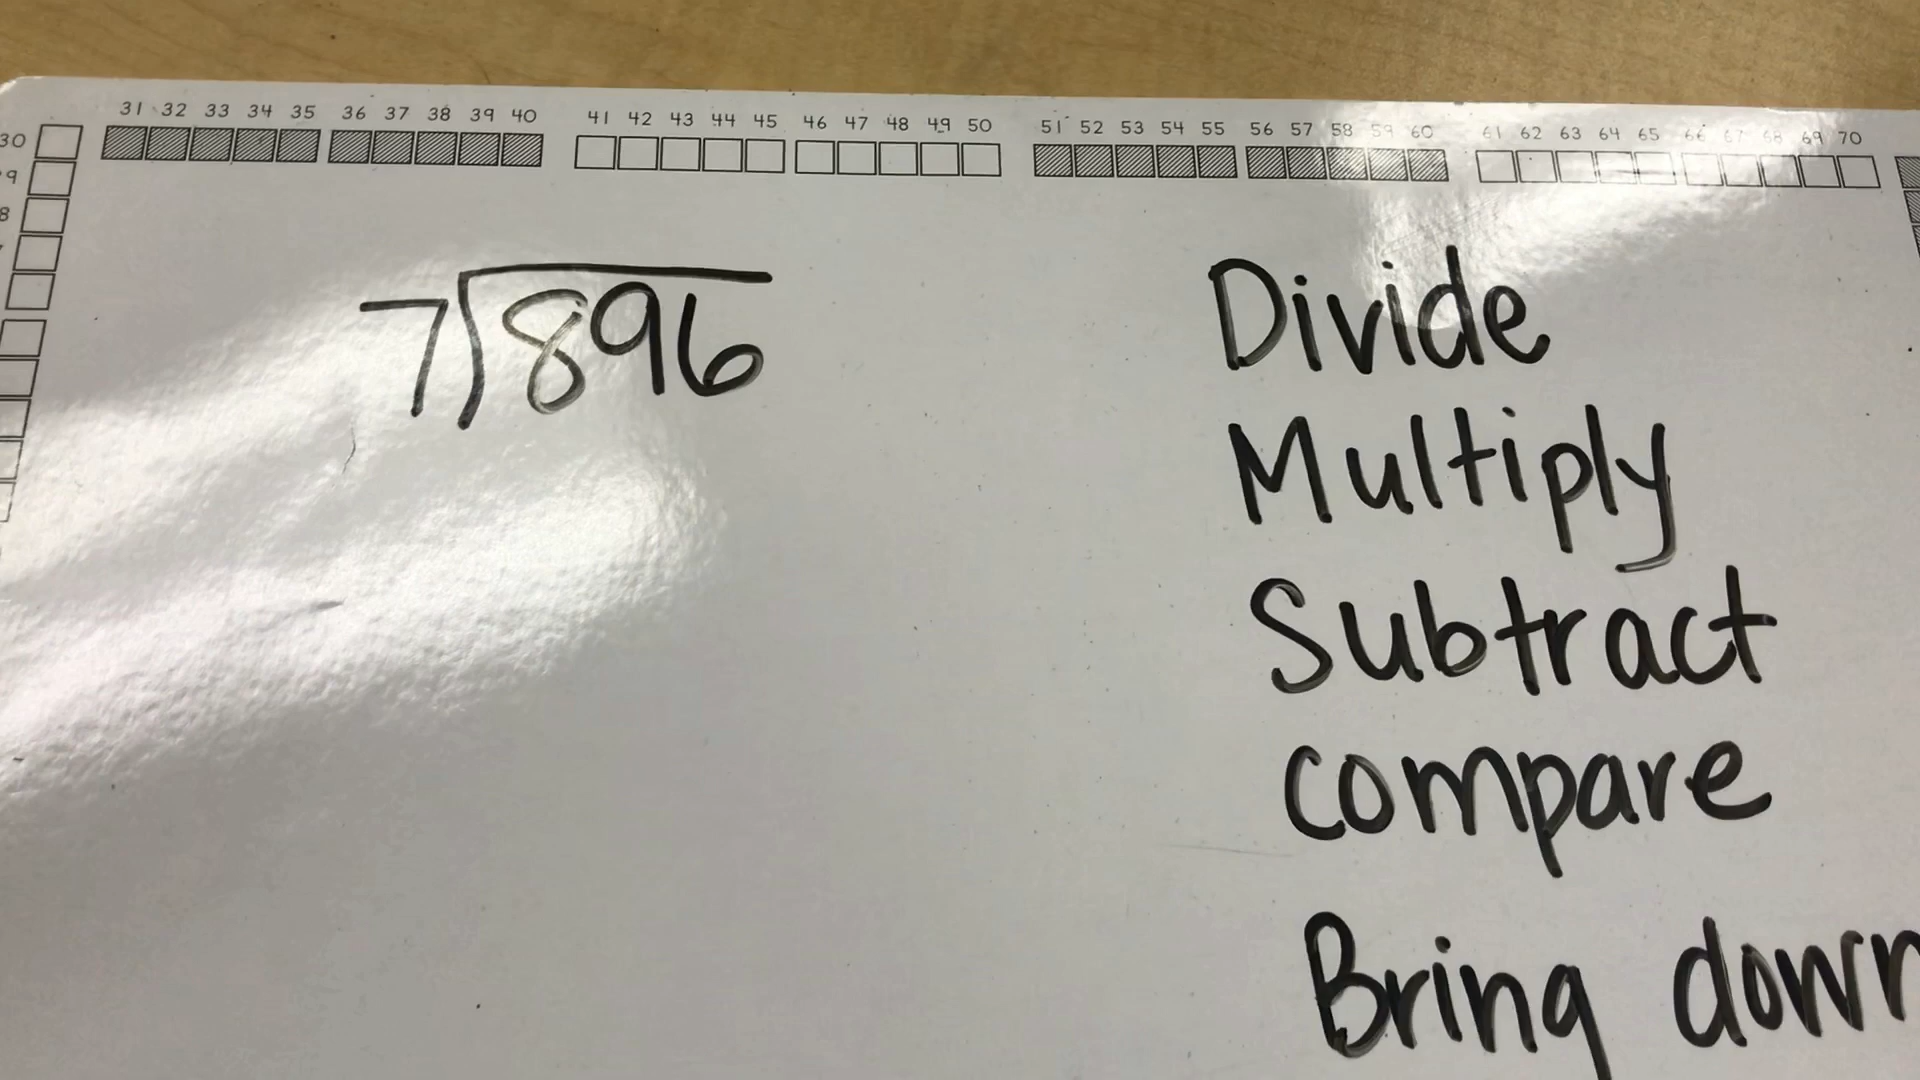 31 32 33 34 35 36 37 38 39 40 41 42 43 44 45 46 47 48 49 50 51 52 53 54 55 56 57 58 59 60 61 62 63 64 65 66 67 68 69 70
30
9
8
7)896
Divide
Multiply
Subtract
compare
Bring down